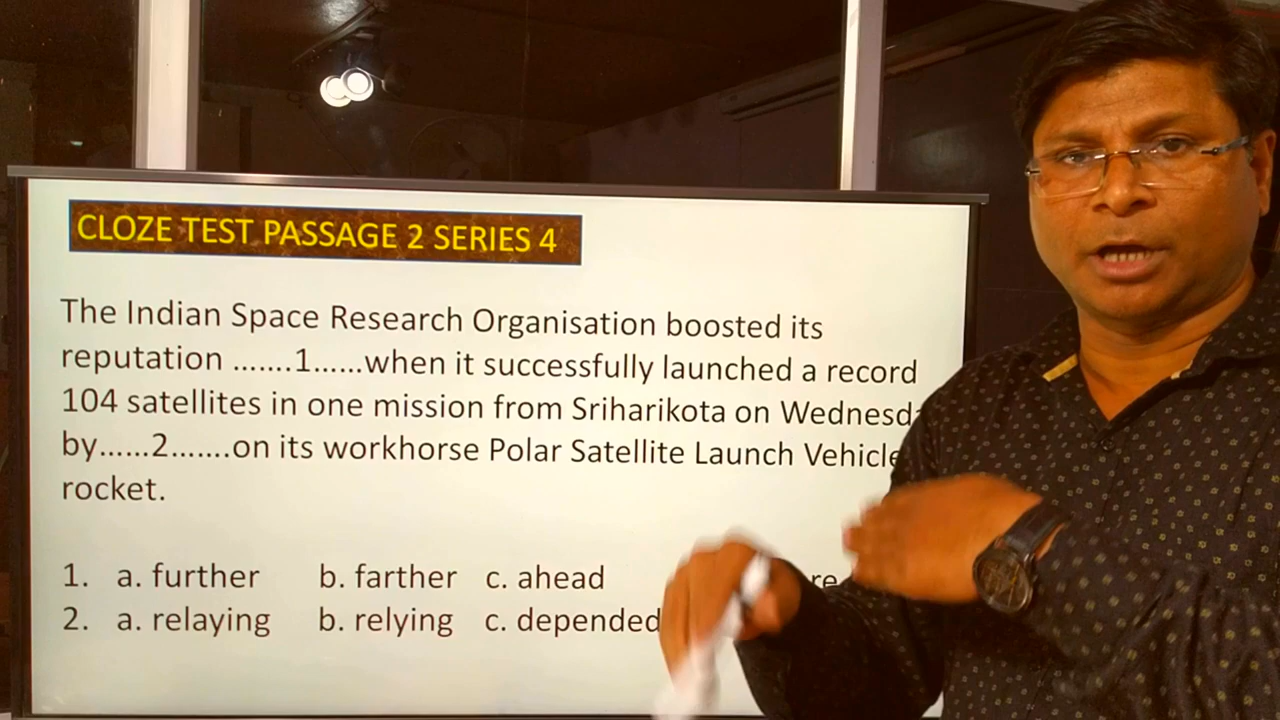 CLOZE TEST PASSAGE 2 SERIES 4
The Indian Space Research Organisation boosted its
reputation .......1......when it successfully launched a record
104 satellites in one mission from Sriharikota on
by......2.......on its workhorse Polar Satellite Launch Vehicle
rocket.
1. a. further b. farther c. ahead
2. a. relaying b. relying c. depended